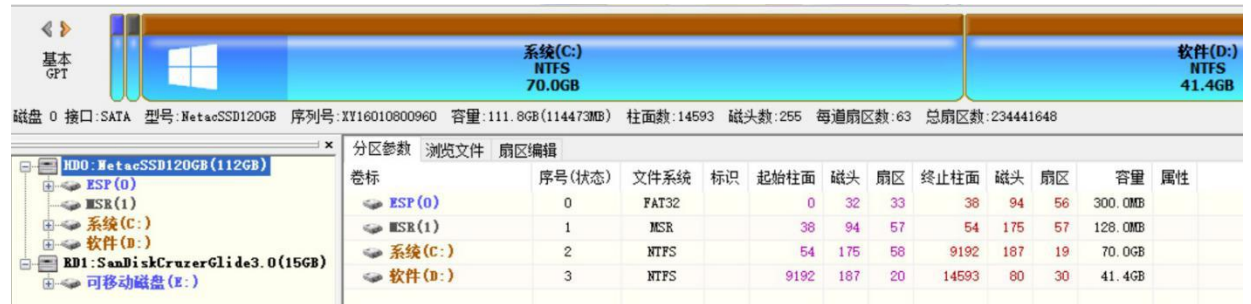 基本
GPT
系统(C:)
NTFS
70.0GB
软件(D:)
NTFS
41.4GB
磁盘 0 接口:SATA 型号:NetacSSD120GB 序列号:XY16010800960 容量:111.8GB(114473MB) 柱面数:14593 磁头数:255 每道扇区数:63 总扇区数:234441648
HD0:NetacSSD120GB(112GB)
ESP(0)
MSR(1)
系统(C:)
软件(D:)
RD1:SanDiskCruzerGlide3.0(15GB)
可移动磁盘(E:)
分区参数 浏览文件 扇区编辑
卷标 序号(状态) 文件系统 标识 起始柱面 磁头 扇区 终止柱面 磁头 扇区 容量 属性
ESP(0) 0 FAT32 0 32 33 38 94 56 300.0MB
MSR(1) 1 MSR 38 94 57 54 175 57 128.0MB
系统(C:) 2 NTFS 54 175 58 9192 187 19 70.0GB
软件(D:) 3 NTFS 9192 187 20 14593 80 30 41.4GB